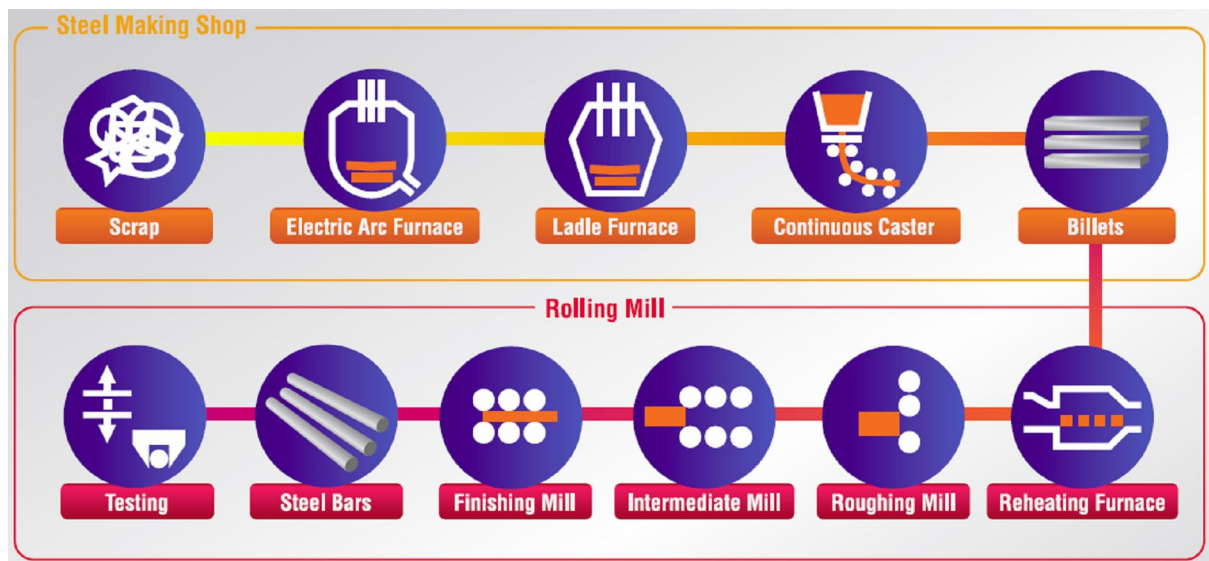 Steel Making Shop
Scrap
Electric Arc Furnace
Ladle Furnace
Continuous Caster
Billets
Rolling Mill
Testing
Steel Bars
Finishing Mill
Intermediate Mill
Roughing Mill
Reheating Furnace